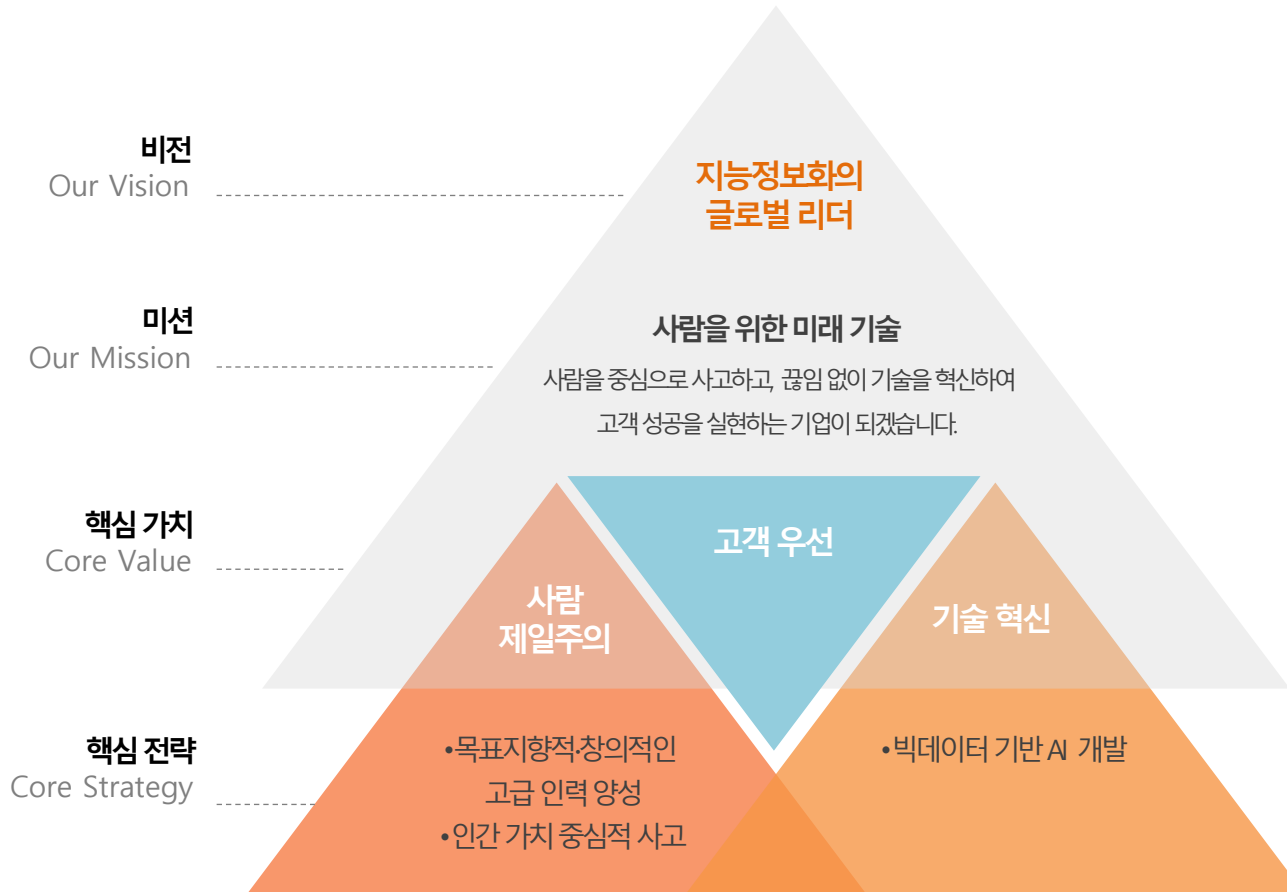 비전
Our Vision
지능정보화의
글로벌 리더
미션
Our Mission
사람을 위한 미래 기술
사람을 중심으로 사고하고, 끊임 없이 기술을 혁신하여
고객 성공을 실현하는 기업이 되겠습니다.
핵심 가치
Core Value
사람
제일주의
고객 우선
기술 혁신
핵심 전략
Core Strategy
•목표지향적·창의적인
고급 인력 양성
•인간 가치 중심적 사고
•빅데이터 기반 AI 개발